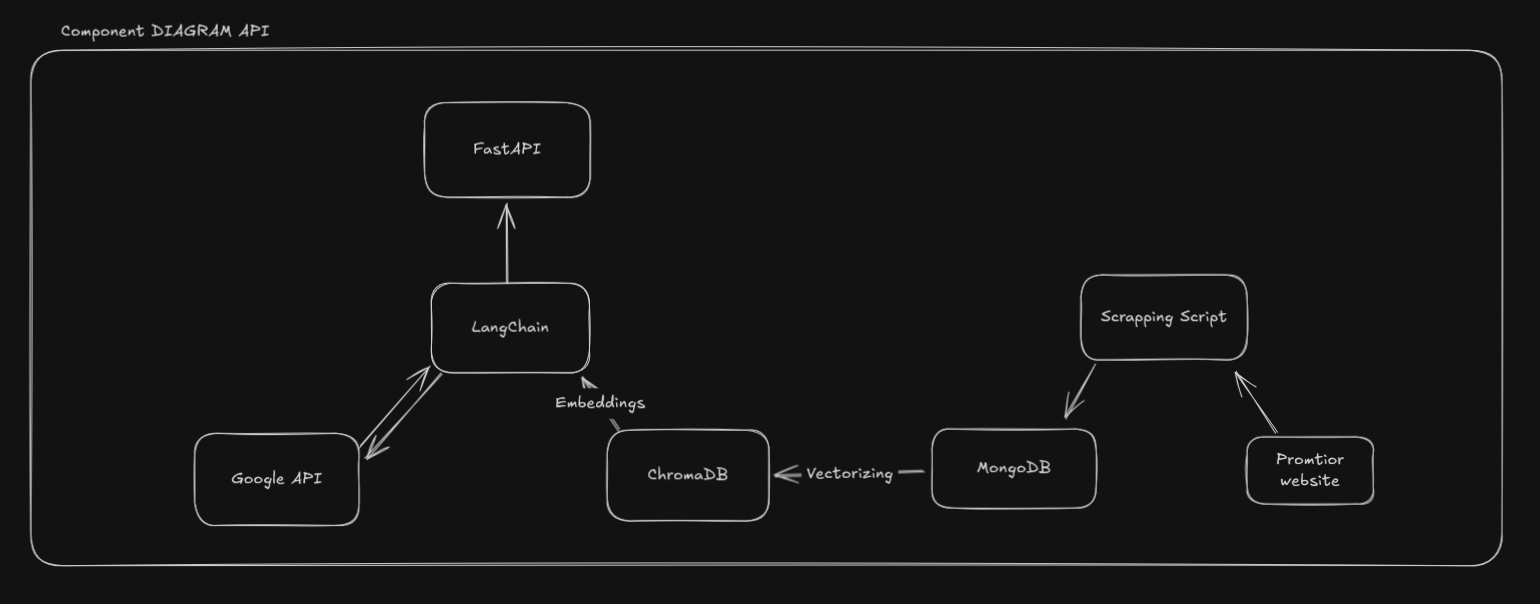 Component DIAGRAM API
FastAPI
LangChain
Scrapping Script
Embeddings
Google API
ChromaDB
Vectorizing
MongoDB
Promtior
website